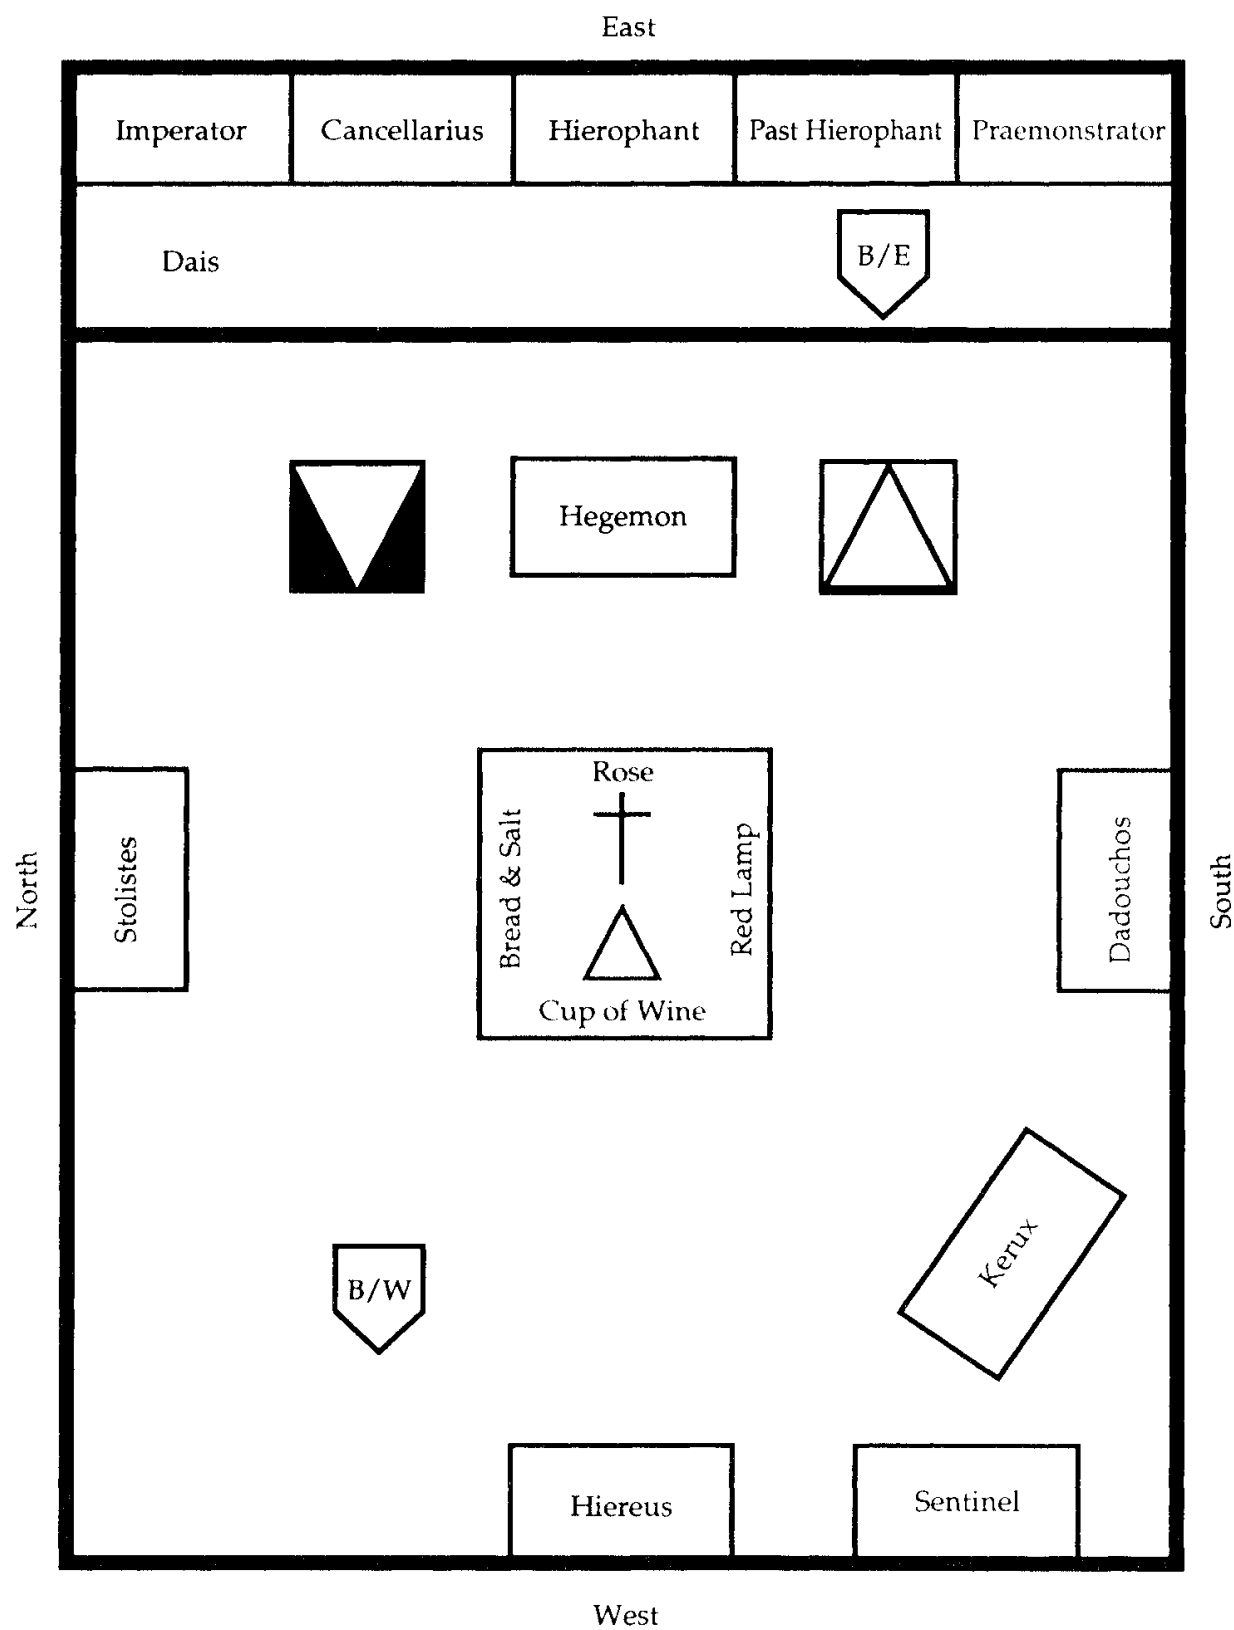 East
Imperator
Cancellarius
Hierophant
Past Hierophant
Praemonstrator
Dais
B/E
Hegemon
North
Stolistes
Rose
Bread & Salt
Red Lamp
Cup of Wine
Dadouchos
South
Kerux
B/W
Hiereus
Sentinel
West